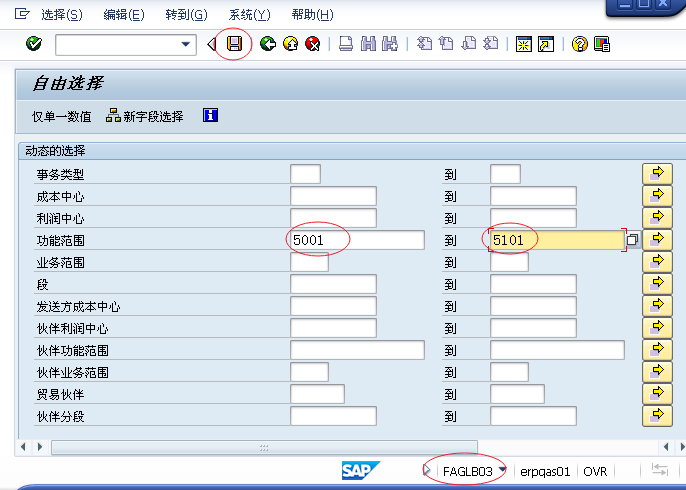 选择(S) 编辑(E) 转到(G) 系统(Y) 帮助(H)
自由选择
仅单一数值 新字段选择
动态的选择
事务类型 到
成本中心 到
利润中心 到
功能范围 5001 到 5101
业务范围 到
段 到
发送方成本中心 到
伙伴利润中心 到
伙伴功能范围 到
伙伴业务范围 到
贸易伙伴 到
伙伴分段 到
SAP FAGLB03 erpqas01 OVR